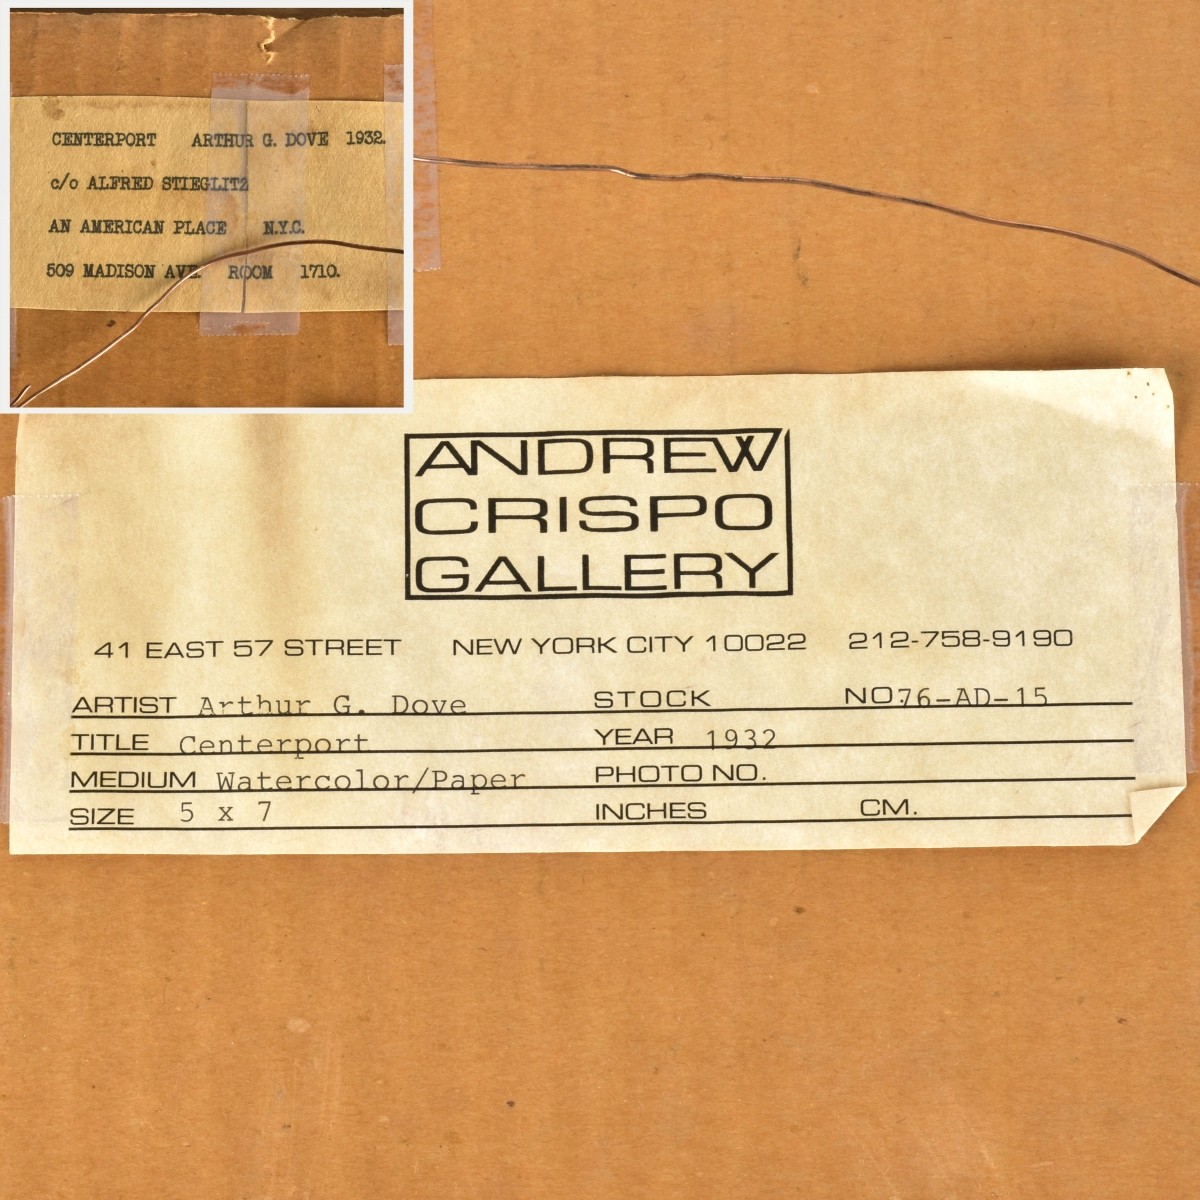 CENTERPORT ARTHUR G. DOVE 1932.
c/o ALFRED STIEGLITZ
AN AMERICAN PLACE N.Y.C.
509 MADISON AVE. ROOM 1710.
ANDREW
CRISPO
GALLERY
41 EAST 57 STREET NEW YORK CITY 10022 212-758-9190
ARTIST Arthur G. Dove STOCK NO. 76-AD-15
TITLE Centerport YEAR 1932
MEDIUM Watercolor/Paper PHOTO NO.
SIZE 5 x 7 INCHES CM.